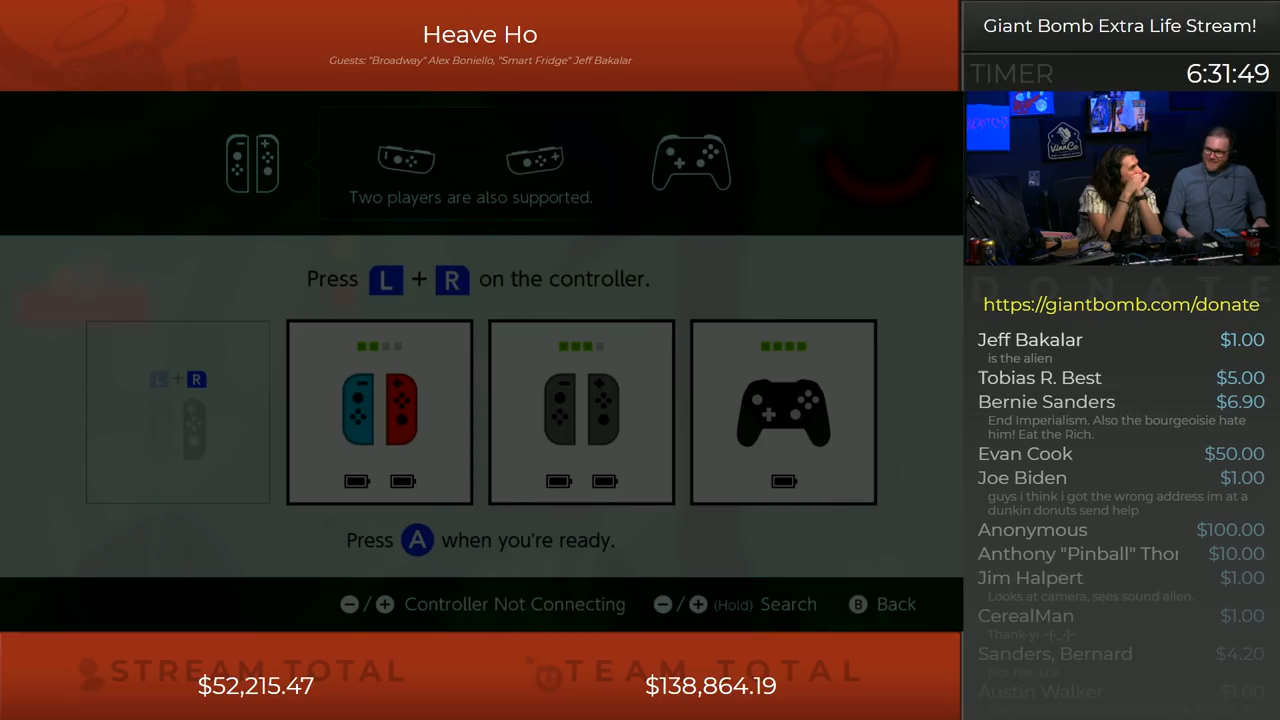 Heave Ho
Guests: "Broadway" Alex Boniello, "Smart Fridge" Jeff Bakalar
Two players are also supported.
Press L + R on the controller.
L + R
Press A when you're ready.
−/+ Controller Not Connecting −/+ (Hold) Search B Back
STREAM TOTAL
$52,215.47
TEAM TOTAL
$138,864.19
Giant Bomb Extra Life Stream!
TIMER 6:31:49
DONATE
https://giantbomb.com/donate
Jeff Bakalar $1.00
is the alien
Tobias R. Best $5.00
Bernie Sanders $6.90
End Imperialism. Also the bourgeoisie hate
him! Eat the Rich.
Evan Cook $50.00
Joe Biden $1.00
guys i think i got the wrong address im at a
dunkin donuts send help
Anonymous $100.00
Anthony "Pinball" Thor $10.00
Jim Halpert $1.00
Looks at camera, sees sound alien.
CerealMan $1.00
Sanders, Bernard $4.20
Not me, US!
Austin Walker $1.00